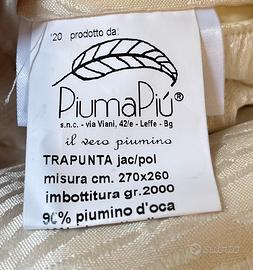 '20 prodotto da:
PiumaPiú®
s.n.c. - via Viani, 42/e - Leffe - Bg
il vero piumino
TRAPUNTA jac/pol
misura cm. 270x260
imbottitura gr.2000
90% piumino d'oca